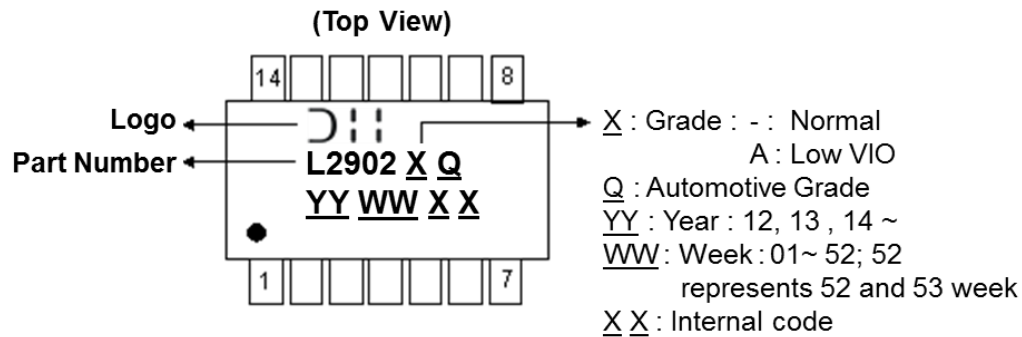 (Top View)
14 8
Logo
Part Number
L2902 X Q
YY WW X X
1 7
X : Grade : - : Normal
A : Low VIO
Q : Automotive Grade
YY : Year : 12, 13 , 14 ~
WW : Week : 01~ 52; 52
represents 52 and 53 week
X X : Internal code